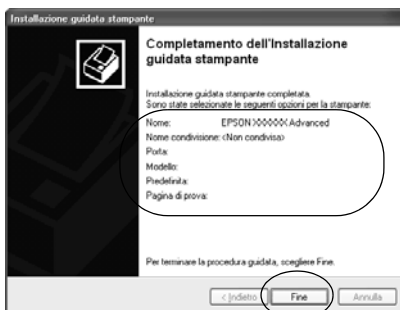 Installazione guidata stampante
Completamento dell'Installazione
guidata stampante
Installazione guidata stampante completata.
Sono state selezionate le seguenti opzioni per la stampante:
Nome: EPSON XXXXXX Advanced
Nome condivisione: <Non condivisa>
Porta:
Modello:
Predefinita:
Pagina di prova:
Per terminare la procedura guidata, scegliere Fine.
< Indietro Fine Annulla